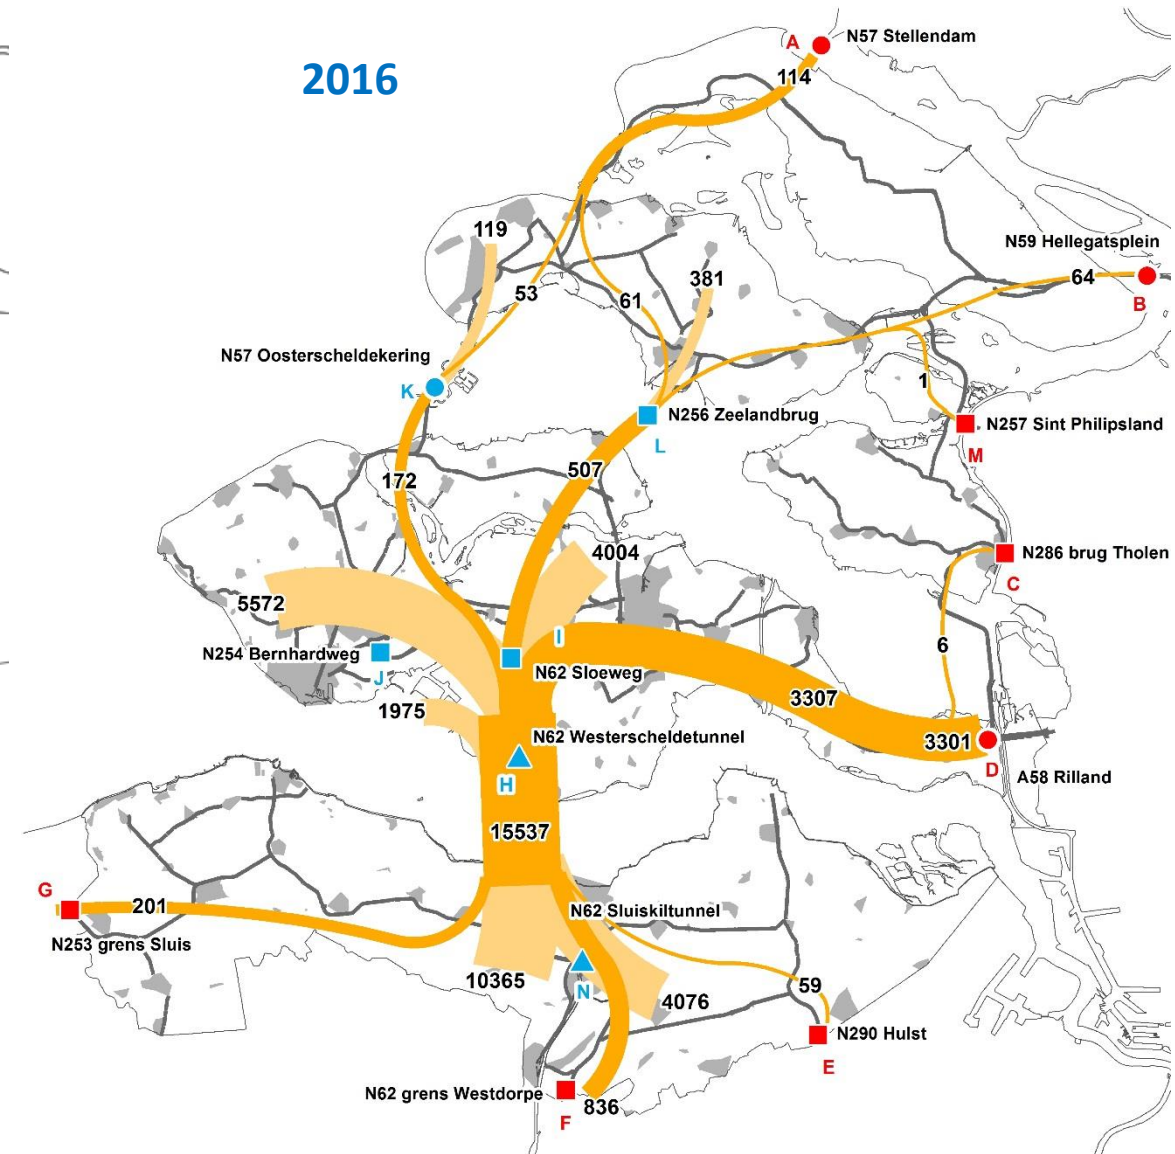 2016
A
N57 Stellendam
114
N59 Hellegatsplein
119
64
B
381
53
61
N57 Oosterscheldekering
1
K
N256 Zeelandbrug
N257 Sint Philipsland
L
M
507
172
4004
N286 brug Tholen
C
5572
I
6
N254 Bernhardweg
J
N62 Sloeweg
3307
1975
N62 Westerscheldetunnel
3301
D
A58 Rilland
H
15537
G
201
N62 Sluiskiltunnel
N253 grens Sluis
10365
N
59
4076
N290 Hulst
E
N62 grens Westdorpe
836
F